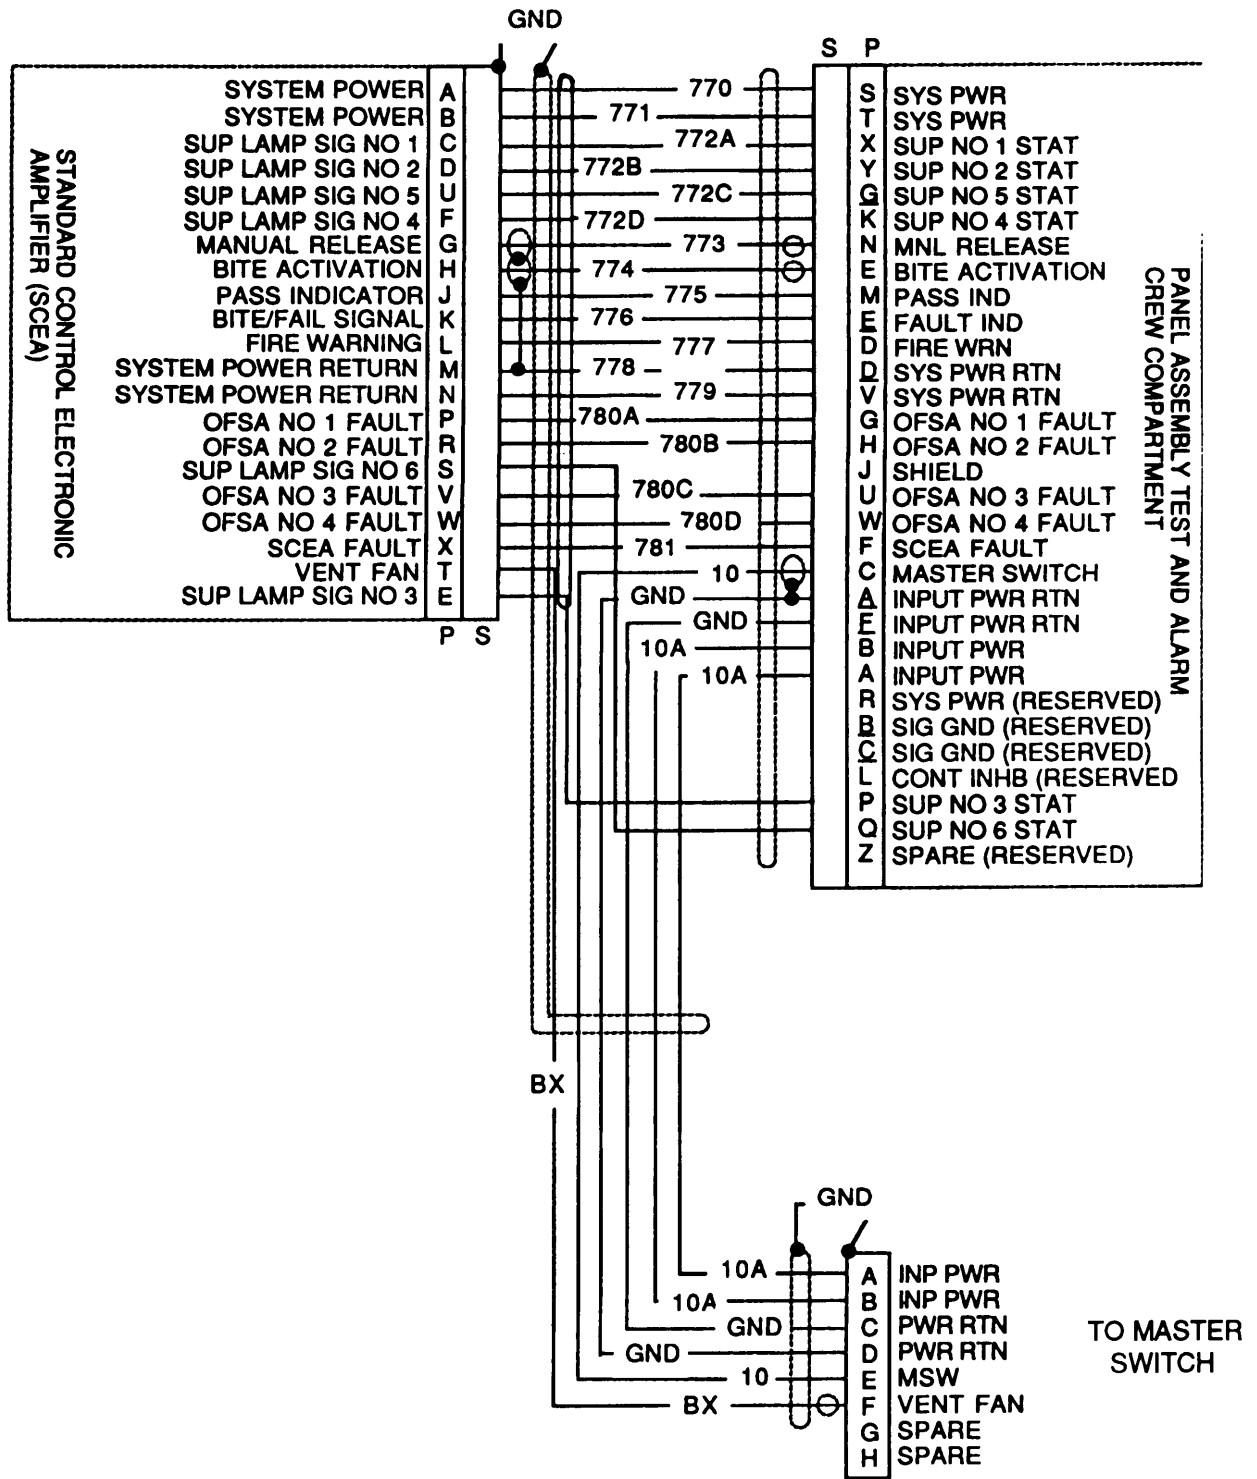 GND
S P
SYSTEM POWER A
SYSTEM POWER B
SUP LAMP SIG NO 1 C
SUP LAMP SIG NO 2 D
SUP LAMP SIG NO 5 U
SUP LAMP SIG NO 4 F
MANUAL RELEASE G
BITE ACTIVATION H
PASS INDICATOR J
BITE/FAIL SIGNAL K
FIRE WARNING L
SYSTEM POWER RETURN M
SYSTEM POWER RETURN N
OFSA NO 1 FAULT P
OFSA NO 2 FAULT R
SUP LAMP SIG NO 6 S
OFSA NO 3 FAULT V
OFSA NO 4 FAULT W
SCEA FAULT X
VENT FAN T
SUP LAMP SIG NO 3 E
P S
STANDARD CONTROL ELECTRONIC
AMPLIFIER (SCEA)
770
771
772A
772B
772C
772D
773
774
775
776
777
778
779
780A
780B
780C
780D
781
10
GND
GND
10A
10A
S SYS PWR
T SYS PWR
X SUP NO 1 STAT
Y SUP NO 2 STAT
G SUP NO 5 STAT
K SUP NO 4 STAT
N MNL RELEASE
E BITE ACTIVATION
M PASS IND
E FAULT IND
D FIRE WRN
D SYS PWR RTN
V SYS PWR RTN
G OFSA NO 1 FAULT
H OFSA NO 2 FAULT
J SHIELD
U OFSA NO 3 FAULT
W OFSA NO 4 FAULT
F SCEA FAULT
C MASTER SWITCH
A INPUT PWR RTN
F INPUT PWR RTN
B INPUT PWR
A INPUT PWR
R SYS PWR (RESERVED)
B SIG GND (RESERVED)
C SIG GND (RESERVED)
L CONT INHB (RESERVED
P SUP NO 3 STAT
Q SUP NO 6 STAT
Z SPARE (RESERVED)
PANEL ASSEMBLY TEST AND ALARM
CREW COMPARTMENT
BX
GND
10A A INP PWR
10A B INP PWR
GND C PWR RTN
GND D PWR RTN
10 E MSW
BX F VENT FAN
G SPARE
H SPARE
TO MASTER
SWITCH